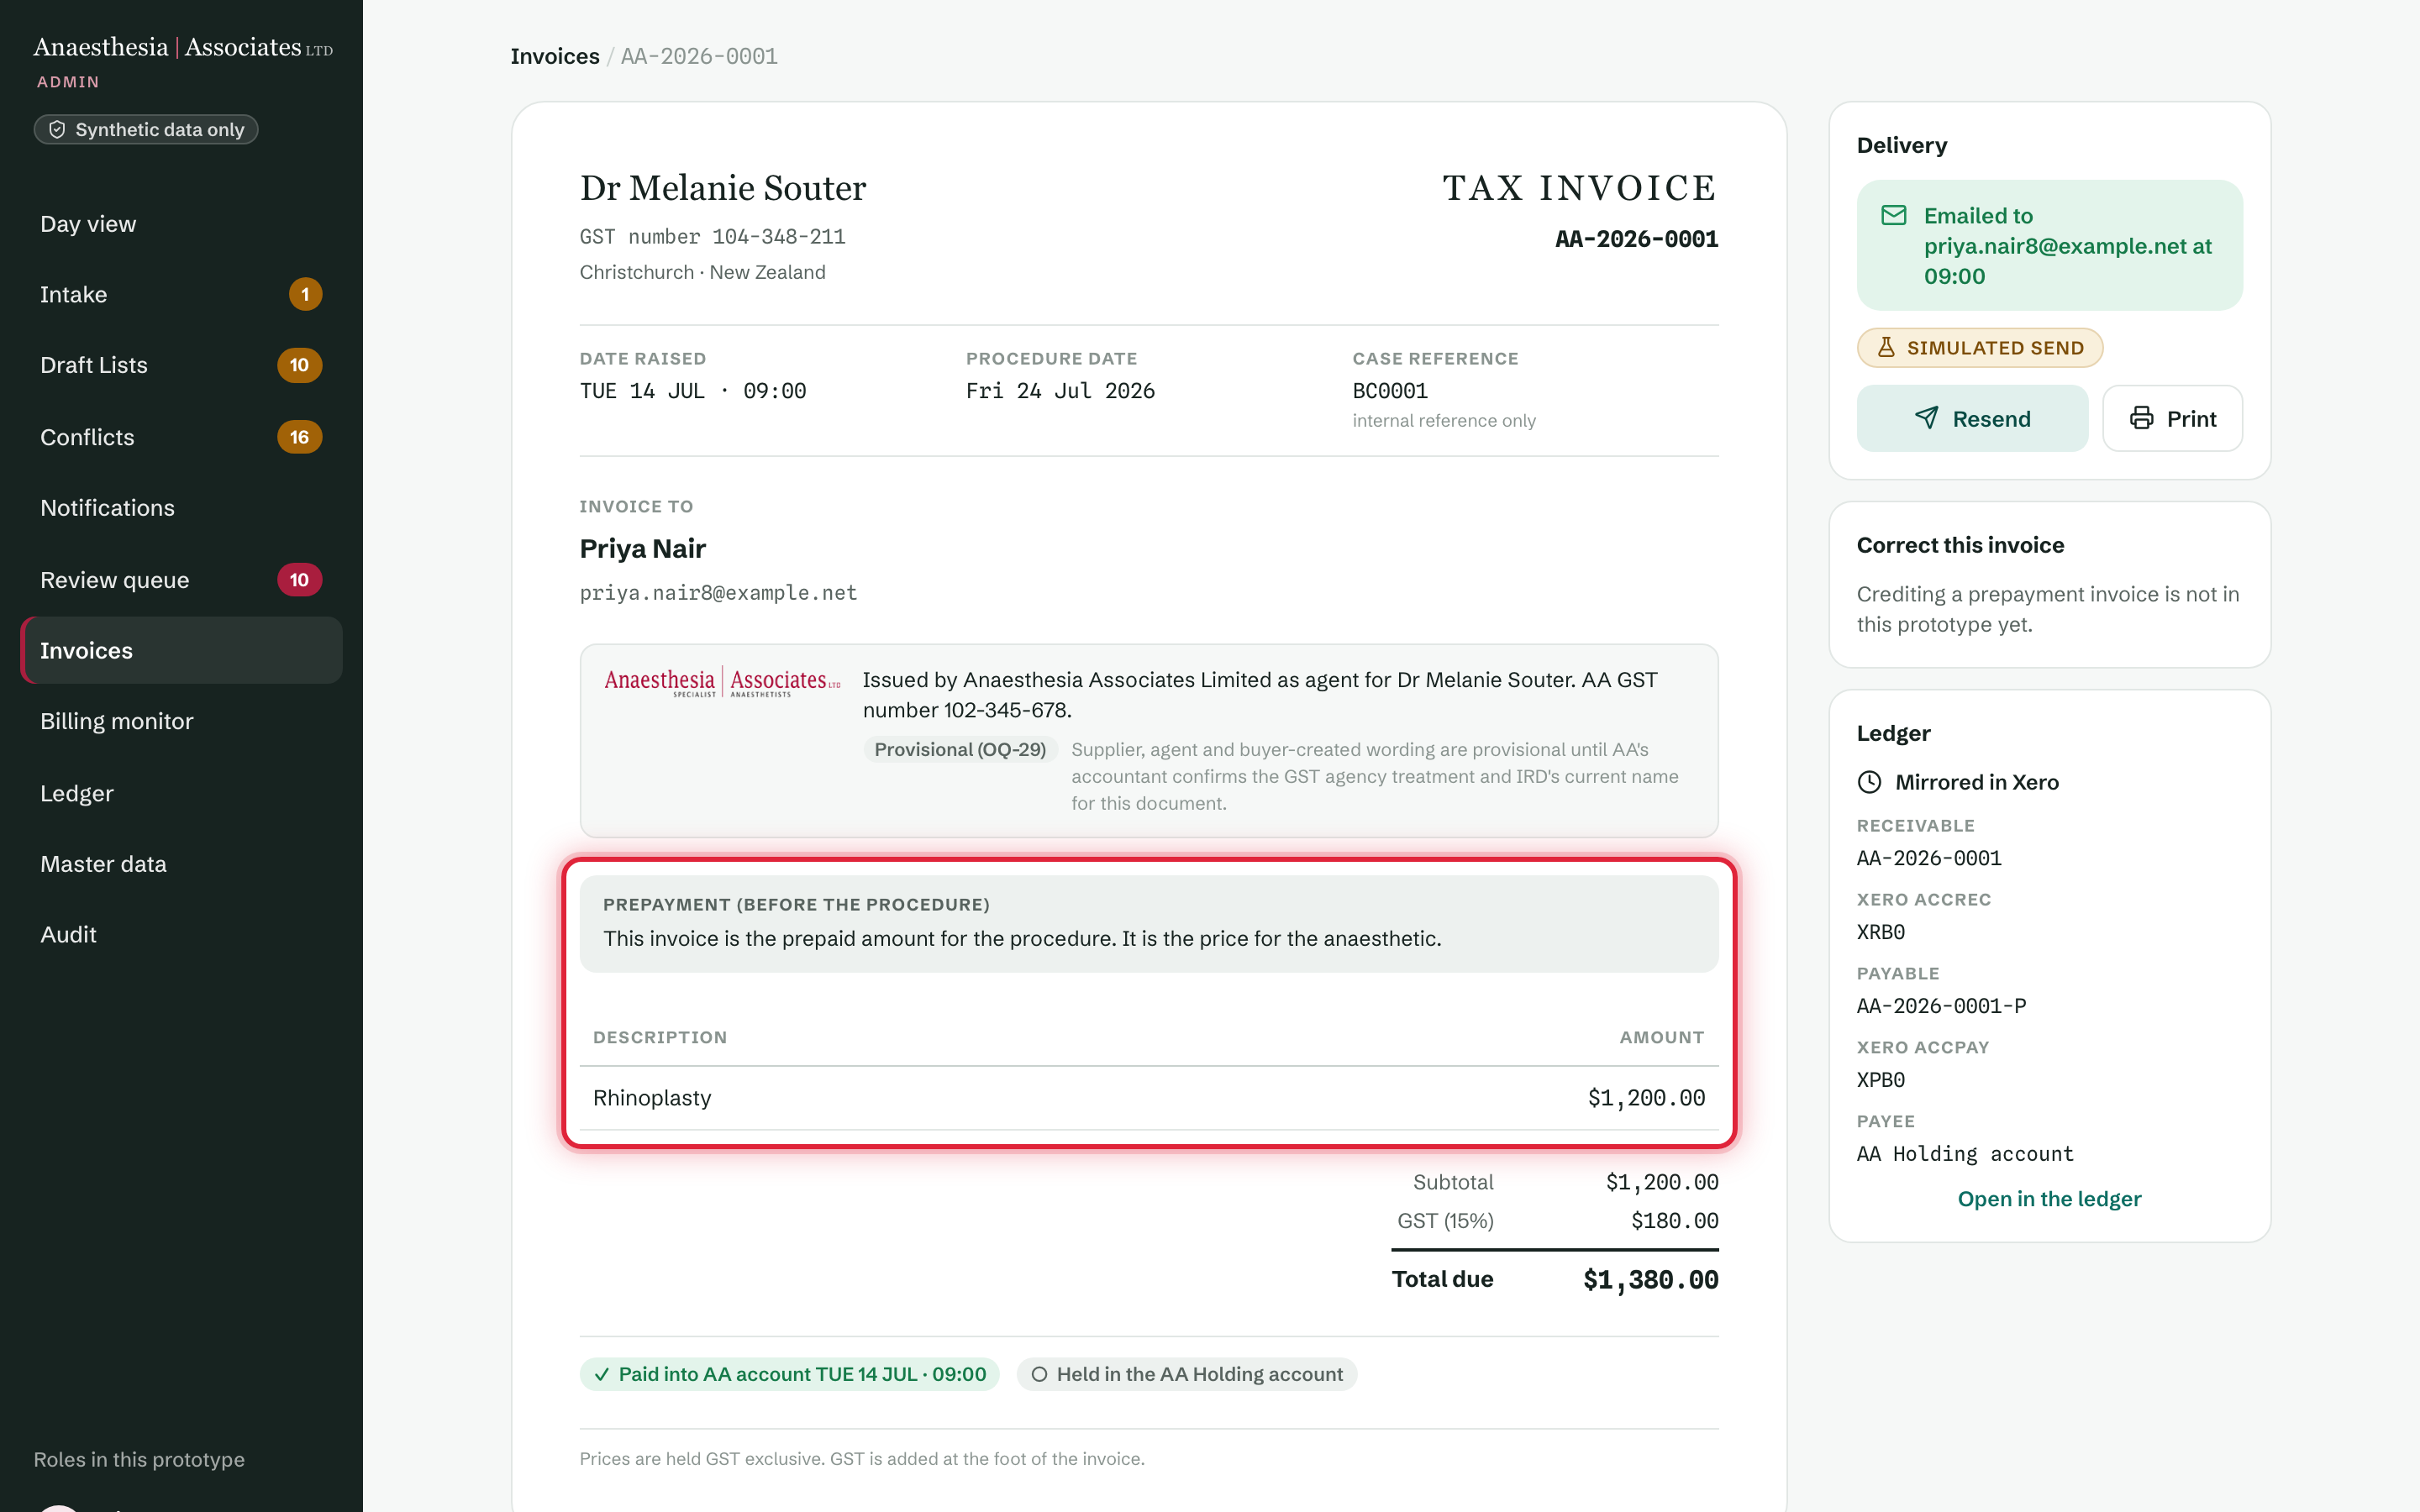 Anaesthesia | Associates LTD
ADMIN
Synthetic data only
Day view
Intake 1
Draft Lists 10
Conflicts 16
Notifications
Review queue 10
Invoices
Billing monitor
Ledger
Master data
Audit
Roles in this prototype
Invoices / AA-2026-0001
Dr Melanie Souter
GST number 104-348-211
Christchurch · New Zealand
TAX INVOICE
AA-2026-0001
DATE RAISED
TUE 14 JUL · 09:00
PROCEDURE DATE
Fri 24 Jul 2026
CASE REFERENCE
BC0001
internal reference only
INVOICE TO
Priya Nair
priya.nair8@example.net
Anaesthesia | Associates LTD
SPECIALIST ANAESTHETISTS
Issued by Anaesthesia Associates Limited as agent for Dr Melanie Souter. AA GST
number 102-345-678.
Provisional (OQ-29)
Supplier, agent and buyer-created wording are provisional until AA's
accountant confirms the GST agency treatment and IRD's current name
for this document.
PREPAYMENT (BEFORE THE PROCEDURE)
This invoice is the prepaid amount for the procedure. It is the price for the anaesthetic.
DESCRIPTION AMOUNT
Rhinoplasty $1,200.00
Subtotal $1,200.00
GST (15%) $180.00
Total due $1,380.00
Paid into AA account TUE 14 JUL · 09:00
Held in the AA Holding account
Prices are held GST exclusive. GST is added at the foot of the invoice.
Delivery
Emailed to
priya.nair8@example.net at
09:00
SIMULATED SEND
Resend
Print
Correct this invoice
Crediting a prepayment invoice is not in
this prototype yet.
Ledger
Mirrored in Xero
RECEIVABLE
AA-2026-0001
XERO ACCREC
XRB0
PAYABLE
AA-2026-0001-P
XERO ACCPAY
XPB0
PAYEE
AA Holding account
Open in the ledger